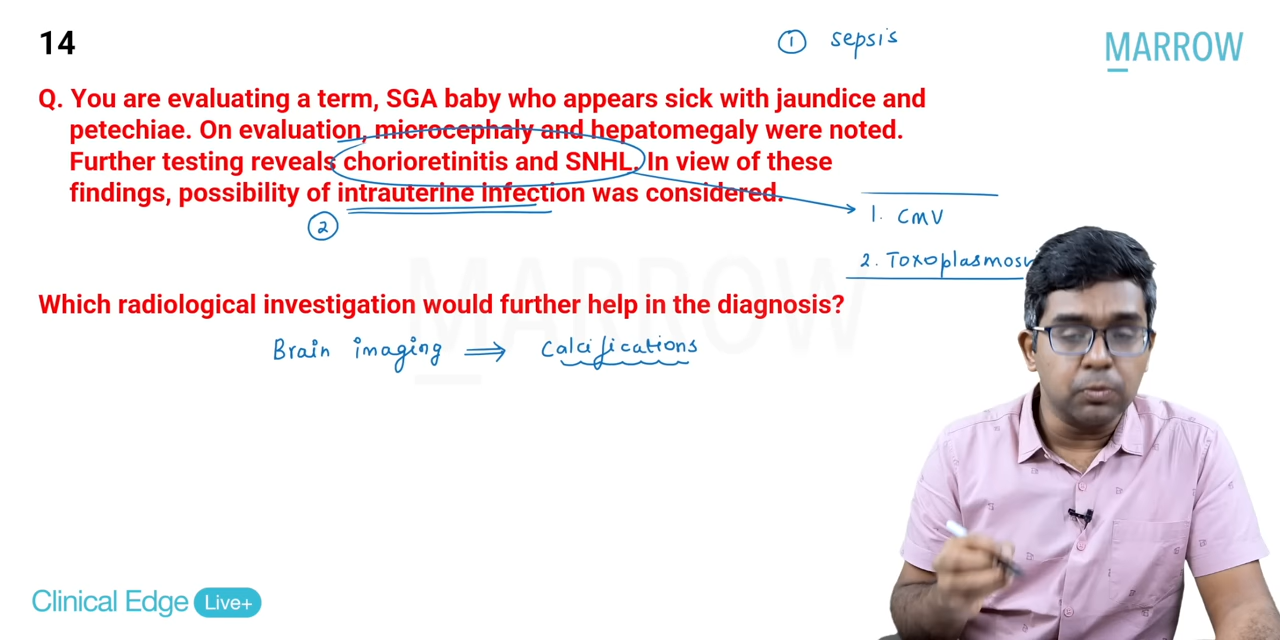 14
① sepsis
MARROW
Q. You are evaluating a term, SGA baby who appears sick with jaundice and
petechiae. On evaluation, microcephaly and hepatomegaly were noted.
Further testing reveals chorioretinitis and SNHL. In view of these
findings, possibility of intrauterine infection was considered.
②
1. CMV
2. Toxoplasmosi
MARROW
Which radiological investigation would further help in the diagnosis?
Brain imaging ⟹ Calcifications
Clinical Edge Live+